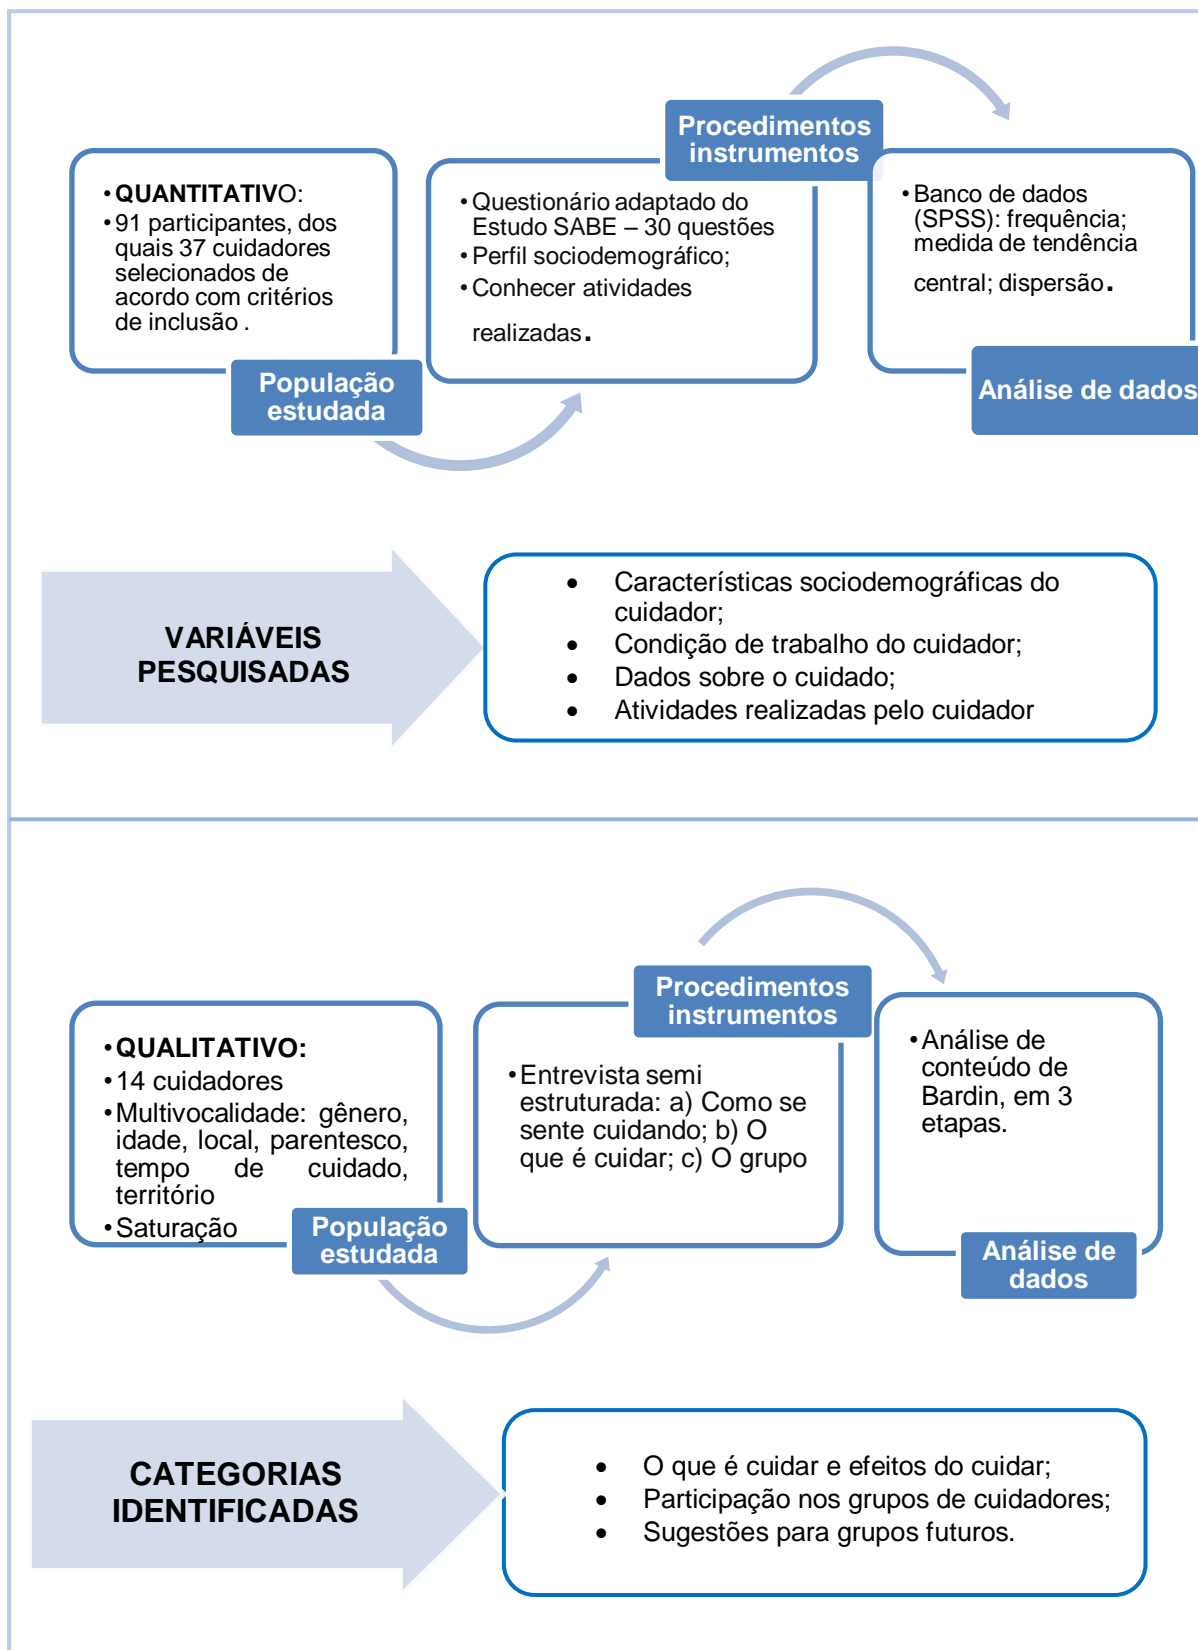 • QUANTITATIVO:
• 91 participantes, dos
quais 37 cuidadores
selecionados de
acordo com critérios
de inclusão .
População
estudada
Procedimentos
instrumentos
• Questionário adaptado do
Estudo SABE – 30 questões
• Perfil sociodemográfico;
• Conhecer atividades
realizadas.
• Banco de dados
(SPSS): frequência;
medida de tendência
central; dispersão.
Análise de dados
VARIÁVEIS
PESQUISADAS
• Características sociodemográficas do
cuidador;
• Condição de trabalho do cuidador;
• Dados sobre o cuidado;
• Atividades realizadas pelo cuidador
• QUALITATIVO:
• 14 cuidadores
• Multivocalidade: gênero,
idade, local, parentesco,
tempo de cuidado,
território
• Saturação
População
estudada
Procedimentos
instrumentos
• Entrevista semi
estruturada: a) Como se
sente cuidando; b) O
que é cuidar; c) O grupo
• Análise de
conteúdo de
Bardin, em 3
etapas.
Análise de
dados
CATEGORIAS
IDENTIFICADAS
• O que é cuidar e efeitos do cuidar;
• Participação nos grupos de cuidadores;
• Sugestões para grupos futuros.